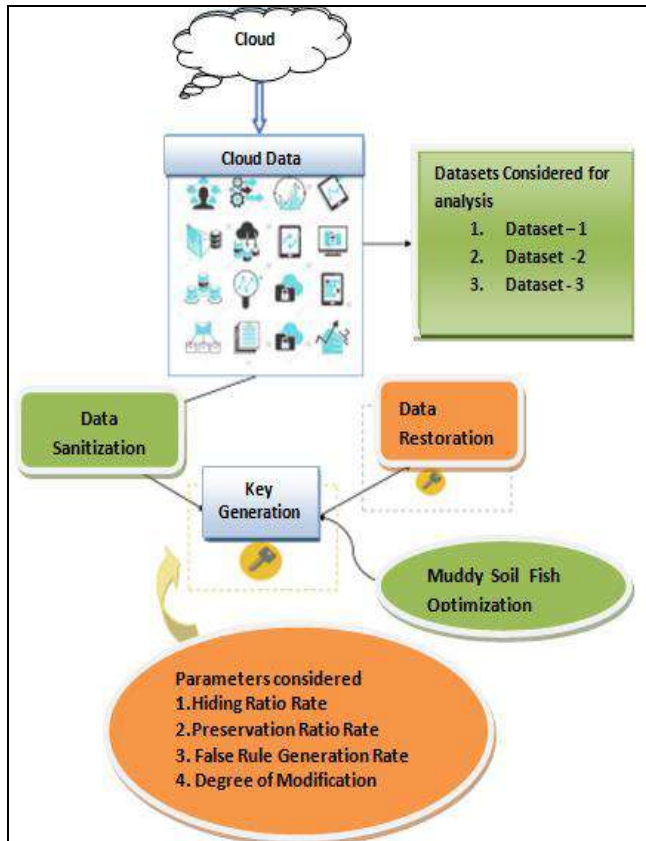 Cloud
Cloud Data
Datasets Considered for
analysis
1. Dataset – 1
2. Dataset -2
3. Dataset - 3
Data
Sanitization
Data
Restoration
Key
Generation
Muddy Soil Fish
Optimization
Parameters considered
1.Hiding Ratio Rate
2.Preservation Ratio Rate
3. False Rule Generation Rate
4. Degree of Modification